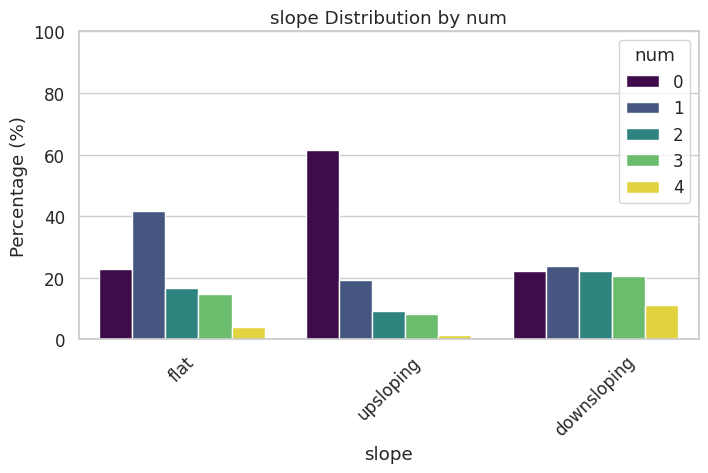 slope Distribution by num
Percentage (%)
100
80
60
40
20
0
num
0
1
2
3
4
flat
upsloping
downsloping
slope